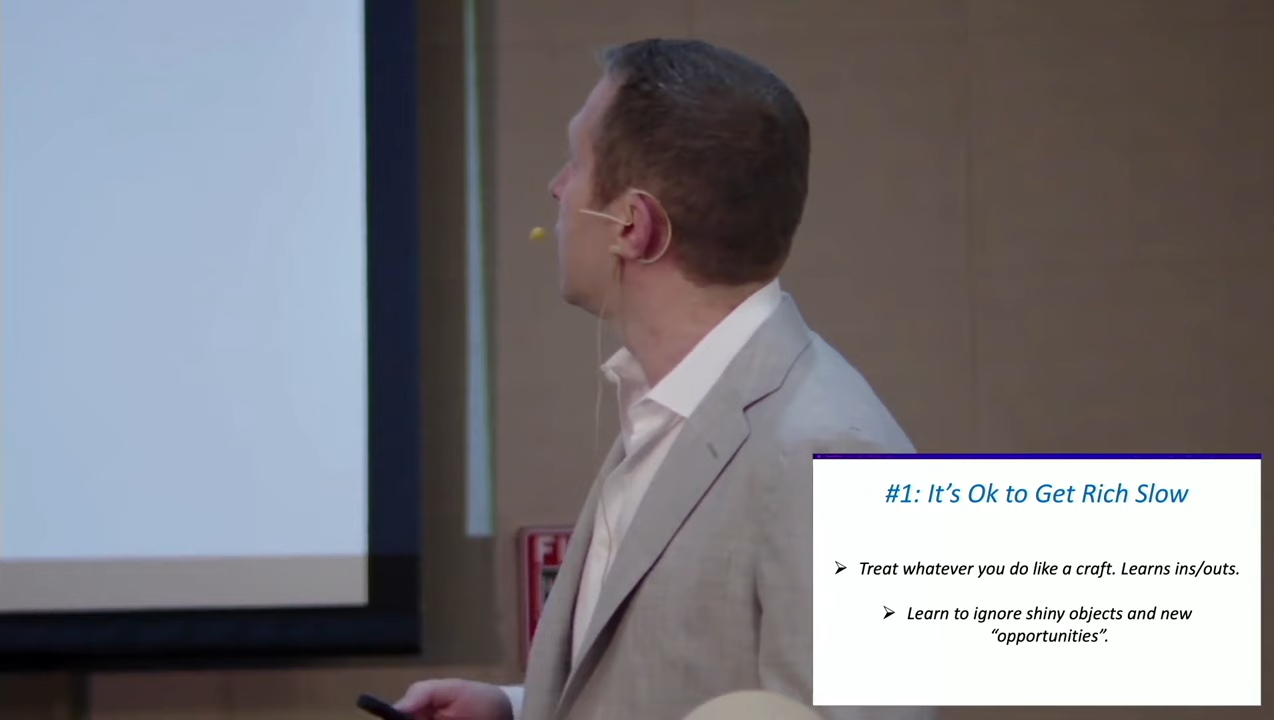 FI
#1: It’s Ok to Get Rich Slow
➢ Treat whatever you do like a craft. Learns ins/outs.
➢ Learn to ignore shiny objects and new
“opportunities”.